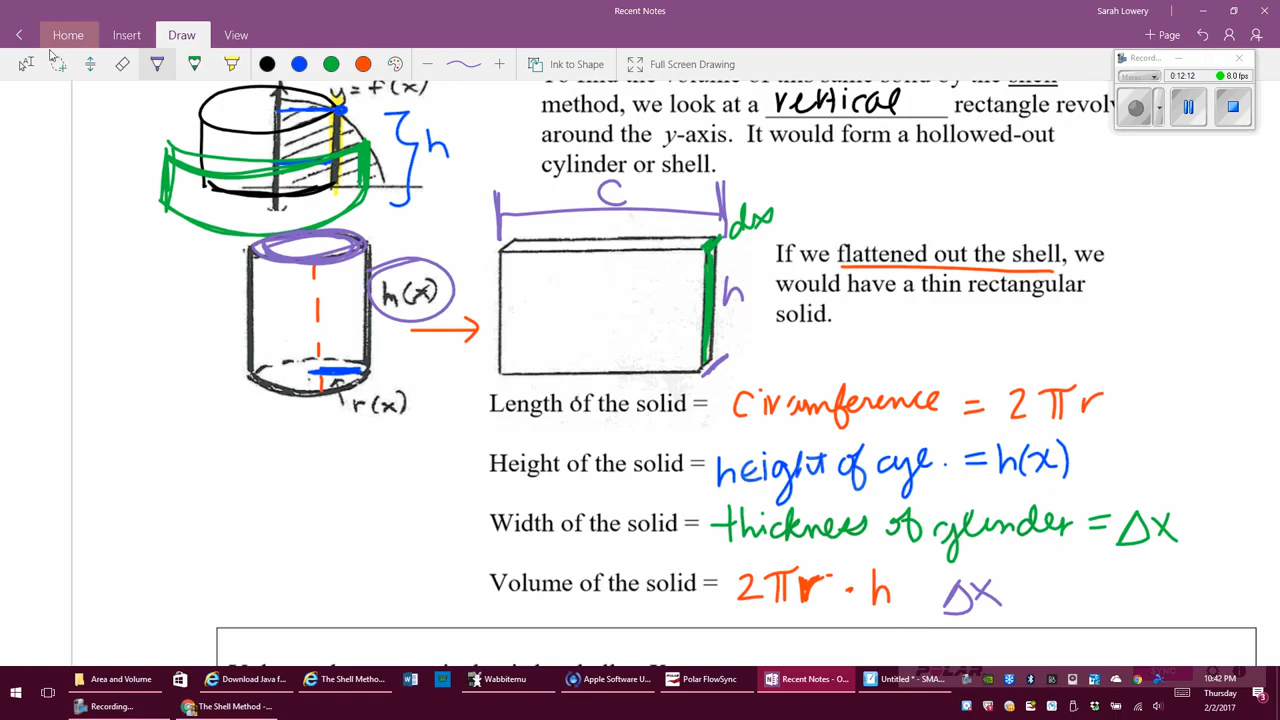 Recent Notes
Sarah Lowery
Home Insert Draw View
+ Page
Ink to Shape Full Screen Drawing
Record...
12:12 8.0 fps
y = f(x)
method, we look at a vertical rectangle revolv
around the y-axis. It would form a hollowed-out
cylinder or shell.
h
C
dx
If we flattened out the shell, we
h(x)
h
would have a thin rectangular
solid.
r(x)
Length of the solid = Circumference = 2πr
Height of the solid = height of cyl. = h(x)
Width of the solid = thickness of cylinder = Δx
Volume of the solid = 2πr · h Δx
Area and Volume Download Java f... The Shell Metho... Wabbitemu Apple Software U... Polar FlowSync Recent Notes - O... Untitled * - SMA... 10:42 PM
Thursday
Recording... The Shell Method -... 2/2/2017